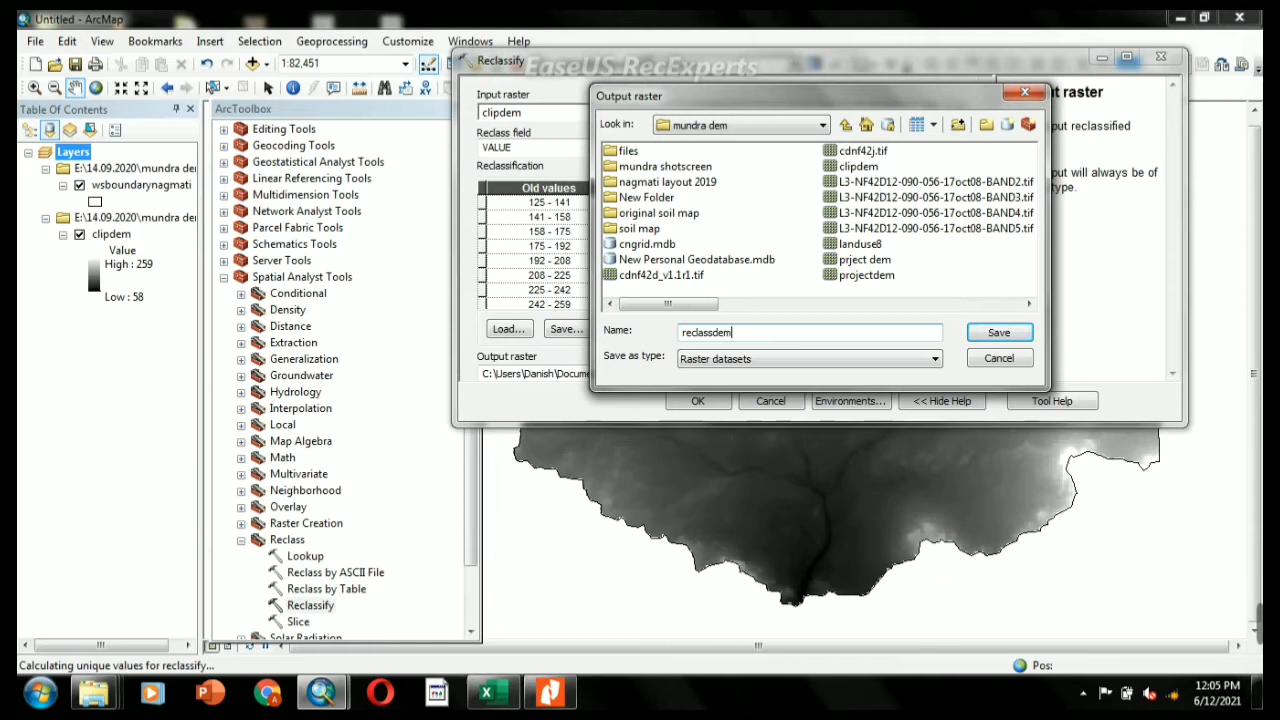 Untitled - ArcMap
File Edit View Bookmarks Insert Selection Geoprocessing Customize Windows Help
1:82,451
Table Of Contents
Layers
E:\14.09.2020\mundra de
wsboundarynagmati
E:\14.09.2020\mundra der
clipdem
Value
High : 259
Low : 58
ArcToolbox
Editing Tools
Geocoding Tools
Geostatistical Analyst Tools
Linear Referencing Tools
Multidimension Tools
Network Analyst Tools
Parcel Fabric Tools
Schematics Tools
Server Tools
Spatial Analyst Tools
Conditional
Density
Distance
Extraction
Generalization
Groundwater
Hydrology
Interpolation
Local
Map Algebra
Math
Multivariate
Neighborhood
Overlay
Raster Creation
Reclass
Lookup
Reclass by ASCII File
Reclass by Table
Reclassify
Slice
Solar Radiation
Reclassify
EaseUS RecExperts
Input raster
clipdem
Reclass field
VALUE
Reclassification
Old values
125 - 141
141 - 158
158 - 175
175 - 192
192 - 208
208 - 225
225 - 242
242 - 259
Load... Save...
Output raster
C:\Users\Danish\Docume
OK Cancel Environments... << Hide Help Tool Help
ut raster
put reclassified
put will always be of
type.
Output raster
Look in: mundra dem
files
mundra shotscreen
nagmati layout 2019
New Folder
original soil map
soil map
cngrid.mdb
New Personal Geodatabase.mdb
cdnf42d_v1.1r1.tif
cdnf42j.tif
clipdem
L3-NF42D12-090-056-17oct08-BAND2.tif
L3-NF42D12-090-056-17oct08-BAND3.tif
L3-NF42D12-090-056-17oct08-BAND4.tif
L3-NF42D12-090-056-17oct08-BAND5.tif
landuse8
prject dem
projectdem
Name: reclassdem Save
Save as type: Raster datasets Cancel
Calculating unique values for reclassify...
Pos:
12:05 PM
6/12/2021